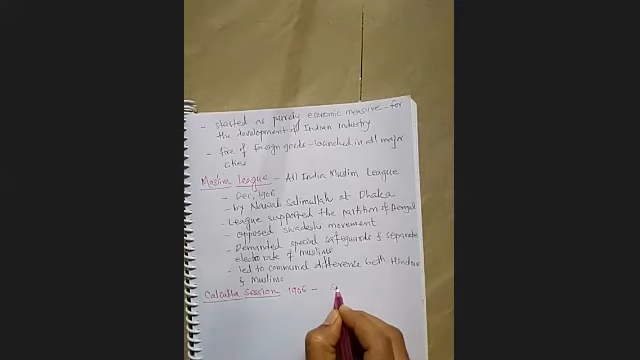 - started as purely economic measure - for
the development of Indian Industry
- fire of foreign goods - launched in all major
cities
Muslim League - All India Muslim League
- Dec, 1906
- by Nawab Salimullah at Dhaka
- League supported the partition of Bengal
- opposed swadeshi movement
- Demanded special safeguards & separate
electorate of muslims
- led to communal difference beth Hindus
& Muslims
Calcutta Session 1906 -